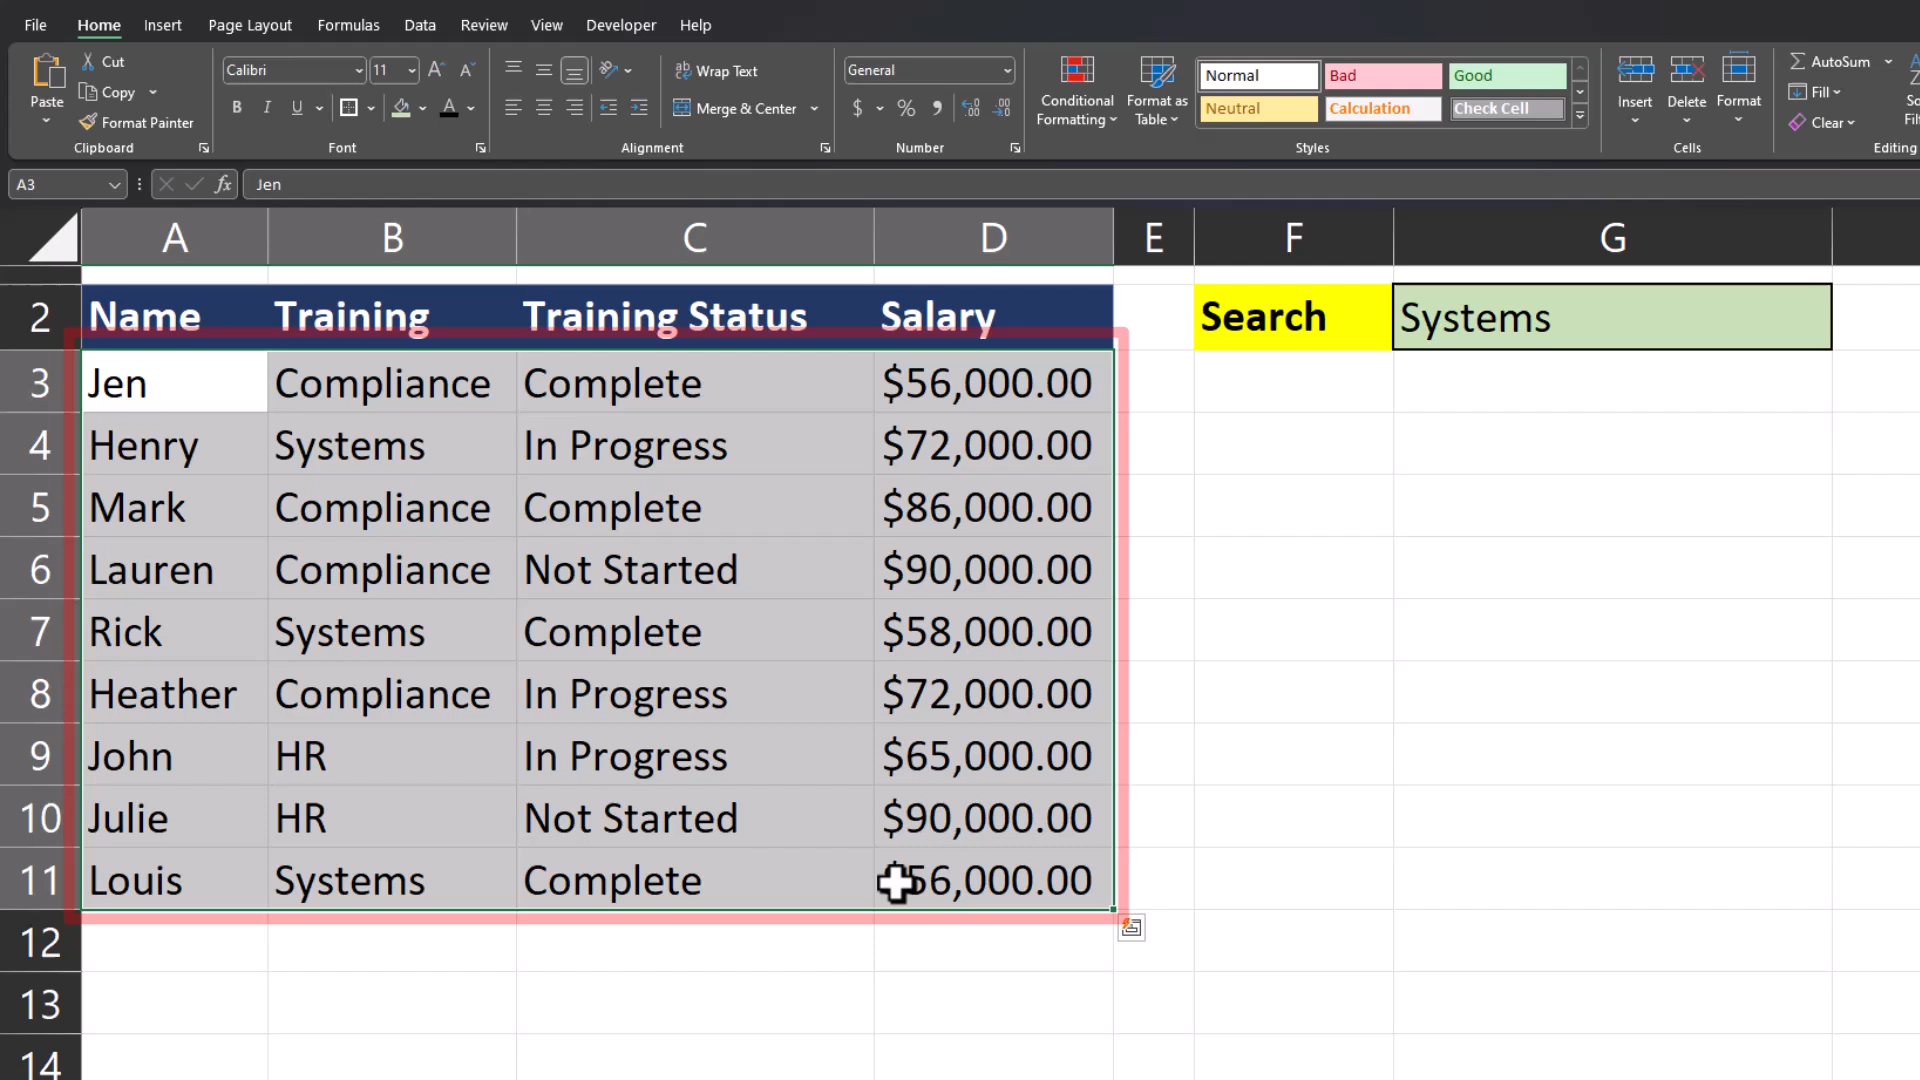 File Home Insert Page Layout Formulas Data Review View Developer Help
Paste Cut Calibri 11 A A ab Wrap Text General Conditional Formatting Format as Table Normal Bad Good Insert Delete Format AutoSum
Copy B I U A Merge & Center $ % 9 Neutral Calculation Check Cell Fill
Format Painter Clear
Clipboard Font Alignment Number Styles Cells Editing
A3 fx Jen
A B C D E F G
2 Name Training Training Status Salary Search Systems
3 Jen Compliance Complete $56,000.00
4 Henry Systems In Progress $72,000.00
5 Mark Compliance Complete $86,000.00
6 Lauren Compliance Not Started $90,000.00
7 Rick Systems Complete $58,000.00
8 Heather Compliance In Progress $72,000.00
9 John HR In Progress $65,000.00
10 Julie HR Not Started $90,000.00
11 Louis Systems Complete 56,000.00
12
13
14